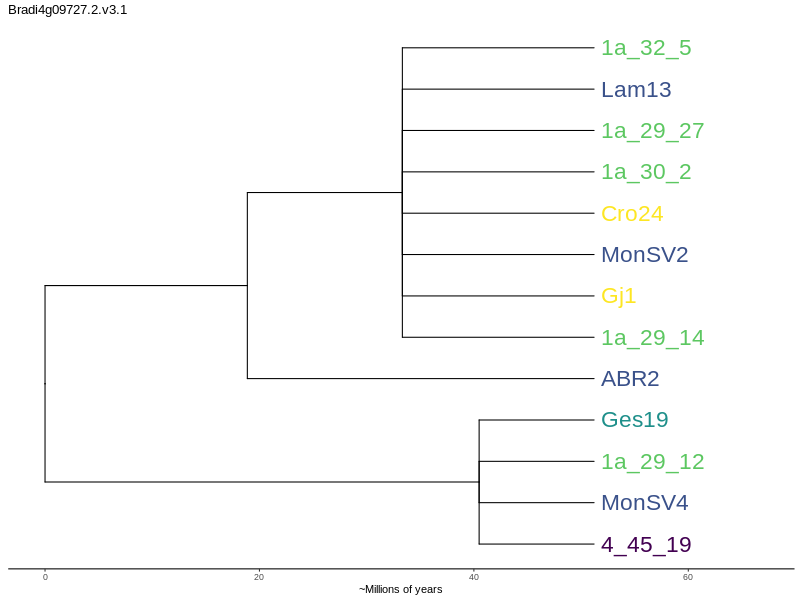 Bradi4g09727.2.v3.1
1a_32_5
Lam13
1a_29_27
1a_30_2
Cro24
MonSV2
Gj1
1a_29_14
ABR2
Ges19
1a_29_12
MonSV4
4_45_19
0 20 40 60
~Millions of years